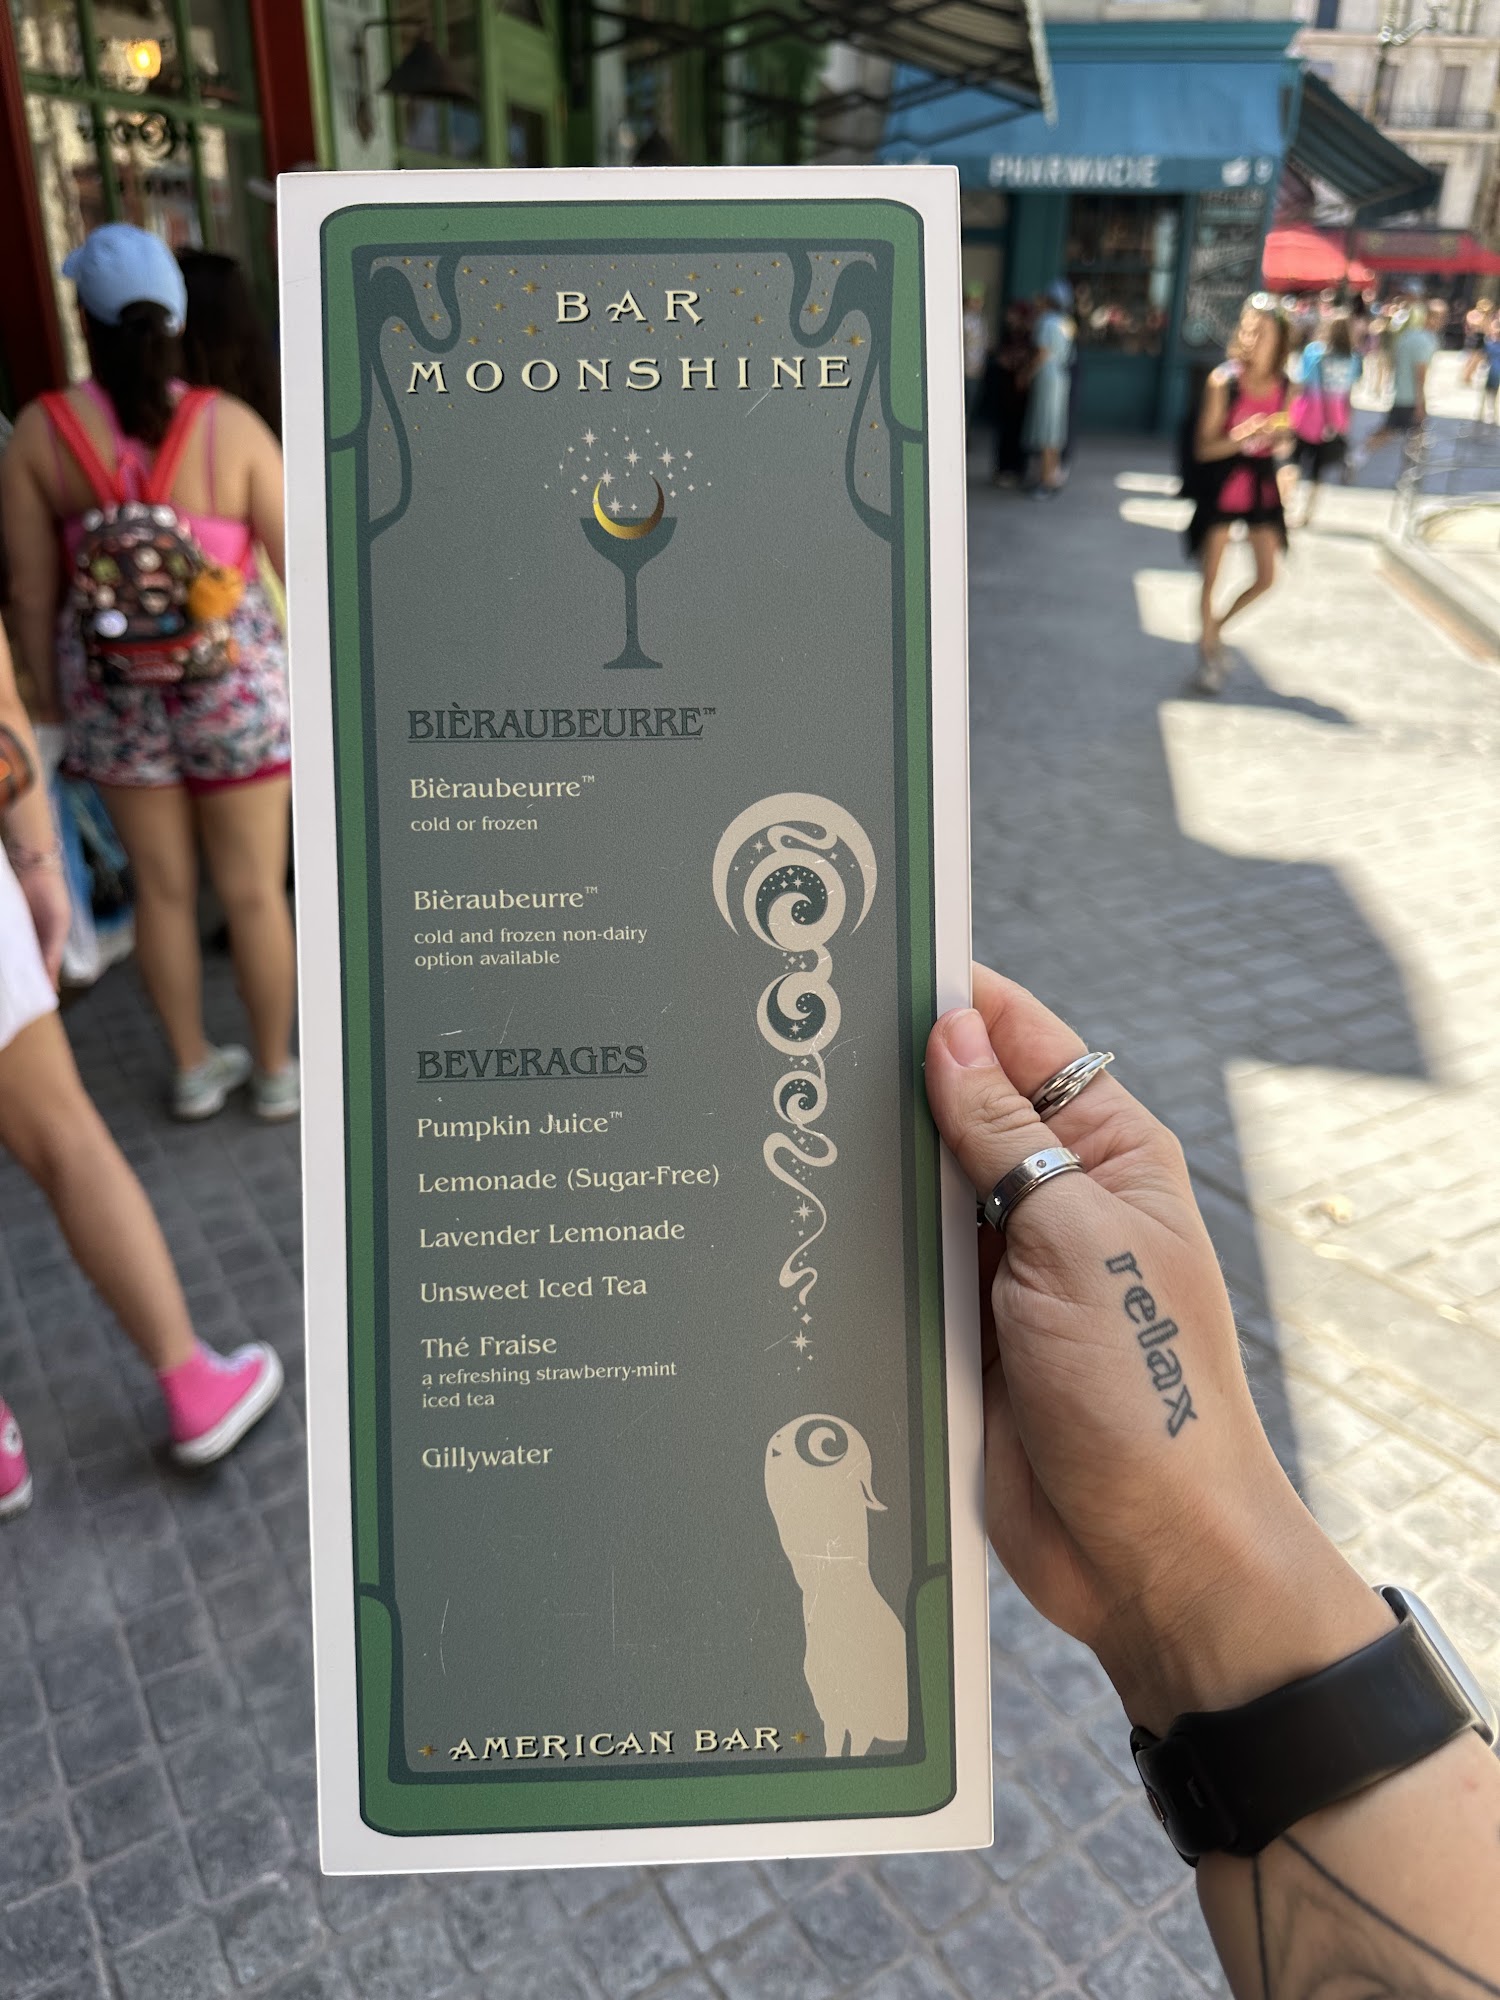 PHARMACIE
BAR
MOONSHINE
BIÈRAUBEURRE™
Bièraubeurre™
cold or frozen
Bièraubeurre™
cold and frozen non-dairy
option available
BEVERAGES
Pumpkin Juice™
Lemonade (Sugar-Free)
Lavender Lemonade
Unsweet Iced Tea
Thé Fraise
a refreshing strawberry-mint
iced tea
Gillywater
AMERICAN BAR
relax